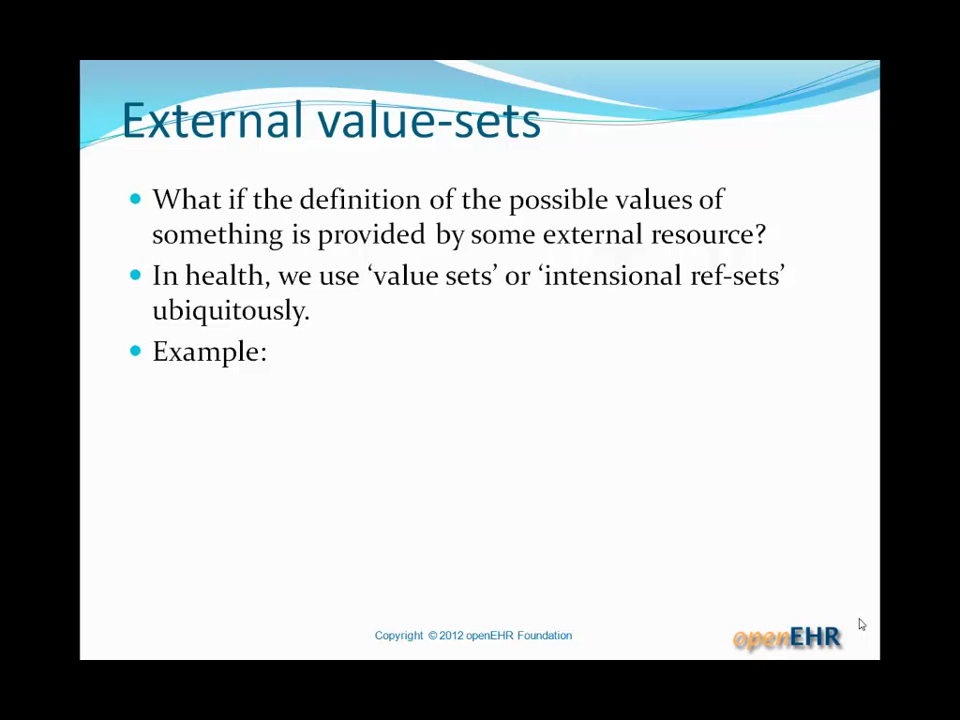 External value-sets
• What if the definition of the possible values of
something is provided by some external resource?
• In health, we use ‘value sets’ or ‘intensional ref-sets’
ubiquitously.
• Example:
Copyright © 2012 openEHR Foundation
openEHR